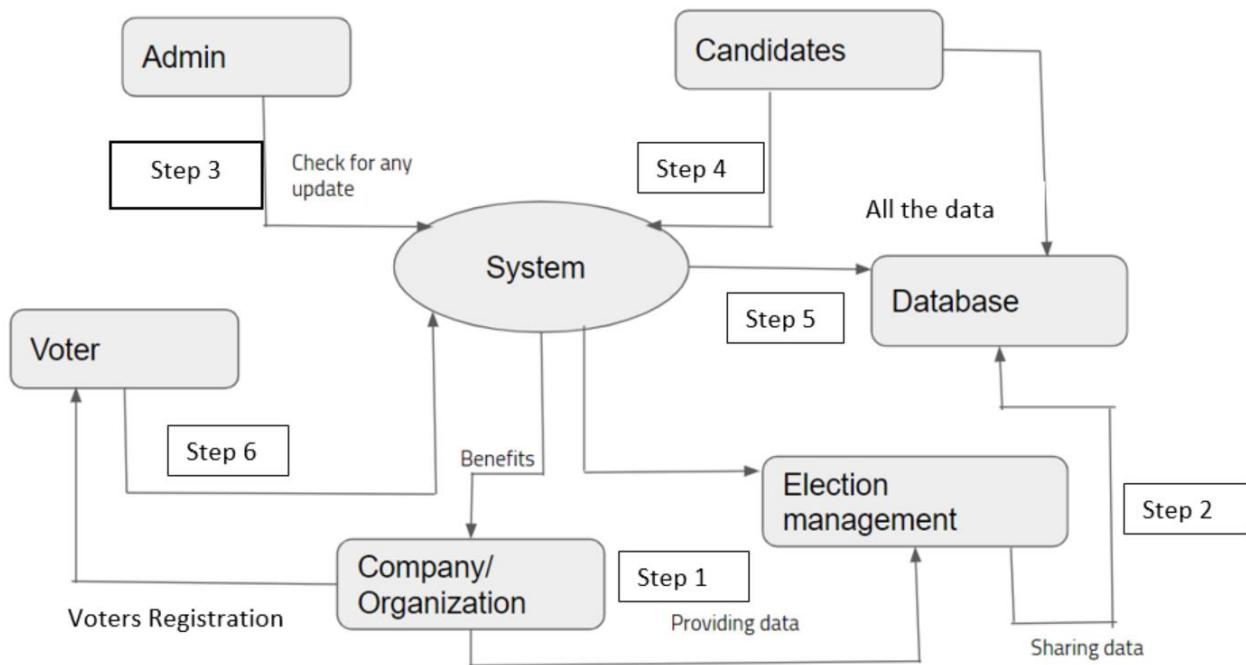 Admin
Candidates
Step 3
Check for any
update
Step 4
All the data
System
Database
Step 5
Voter
Step 6
Benefits
Election
management
Step 2
Company/
Organization
Step 1
Voters Registration
Providing data
Sharing data